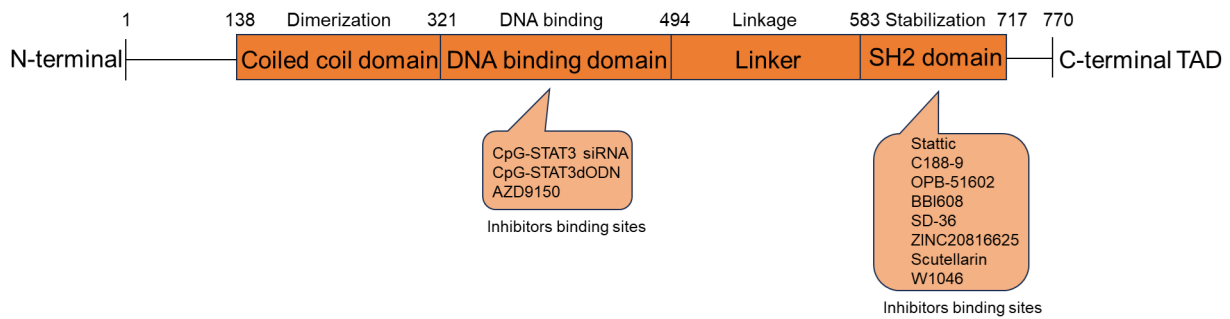 1 138 Dimerization 321 DNA binding 494 Linkage 583 Stabilization 717 770
N-terminal Coiled coil domain DNA binding domain Linker SH2 domain C-terminal TAD
CpG-STAT3 siRNA
CpG-STAT3dODN
AZD9150
Inhibitors binding sites
Stattic
C188-9
OPB-51602
BBI608
SD-36
ZINC20816625
Scutellarin
W1046
Inhibitors binding sites